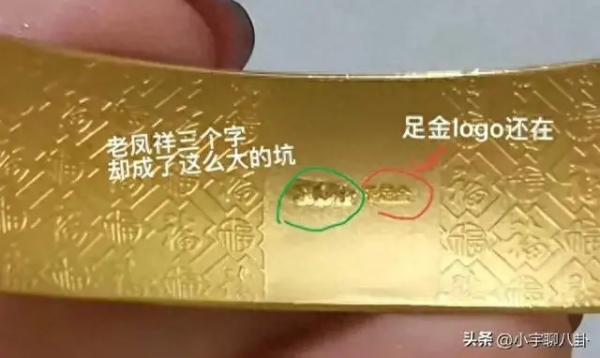 老凤祥三个字
却成了这么大的坑
足金logo还在
福
头条 @小宇聊八卦